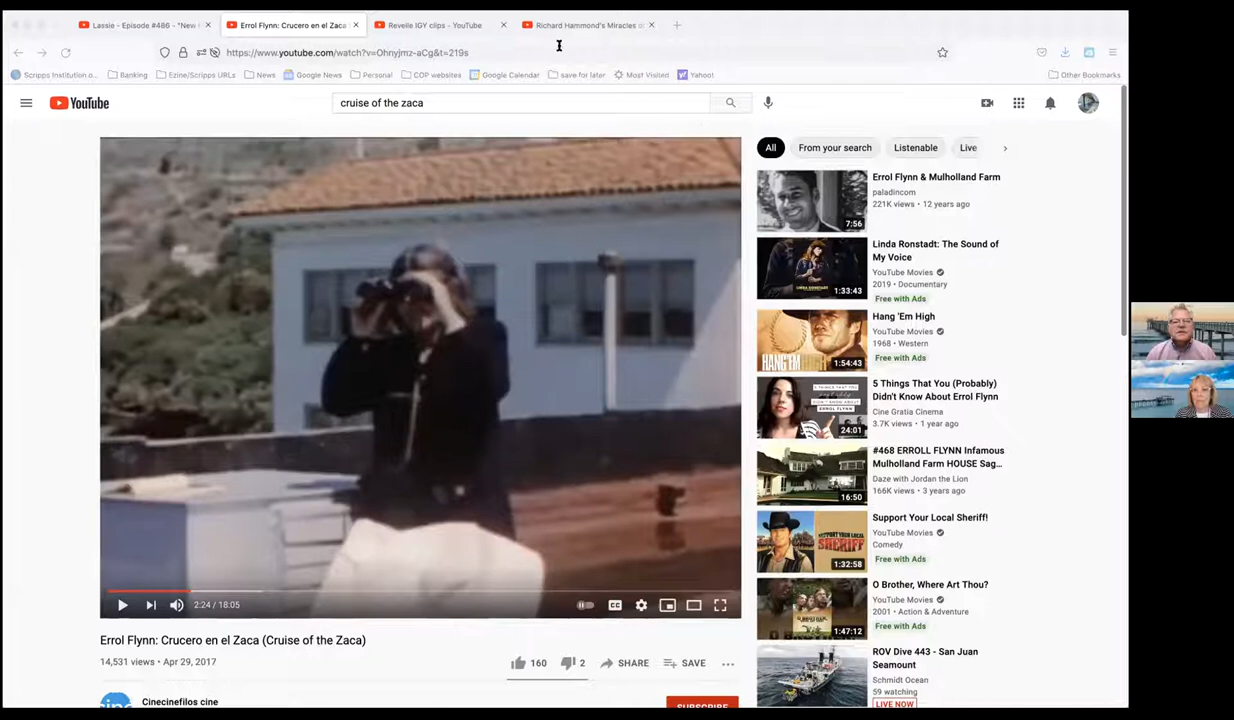 Lassie - Episode #486 - "New
Errol Flynn: Crucero en el Zaca
Reveile IGY clips - YouTube
Richard Hammond's Miracles o
https://www.youtube.com/watch?v=Ohnyjmz-aCg&t=219s
Scripps Institution o...
Banking
Ezine/Scripps URLs
News
Google News
Personal
COP websites
Google Calendar
save for later
Most Visited
Yahoo!
Other Bookmarks
YouTube
cruise of the zaca
All
From your search
Listenable
Live
Errol Flynn & Mulholland Farm
paladincom
221K views • 12 years ago
7:56
Linda Ronstadt: The Sound of
My Voice
YouTube Movies
2019 • Documentary
Free with Ads
1:33:43
Hang 'Em High
YouTube Movies
1968 • Western
Free with Ads
HANG'EM HIGH
1:54:43
5 Things That You (Probably)
Didn't Know About Errol Flynn
Cine Gratia Cinema
3.7K views • 1 year ago
24:01
#468 ERROLL FLYNN Infamous
Mulholland Farm HOUSE Sag...
Daze with Jordan the Lion
166K views • 3 years ago
16:50
Support Your Local Sheriff!
YouTube Movies
Comedy
Free with Ads
1:32:58
O Brother, Where Art Thou?
YouTube Movies
2001 • Action & Adventure
Free with Ads
1:47:12
ROV Dive 443 - San Juan
Seamount
Schmidt Ocean
59 watching
LIVE NOW
2:24 / 18:05
CC
Errol Flynn: Crucero en el Zaca (Cruise of the Zaca)
14,531 views • Apr 29, 2017
160
2
SHARE
SAVE
Cinecinefilos cine
SUBSCRIBE